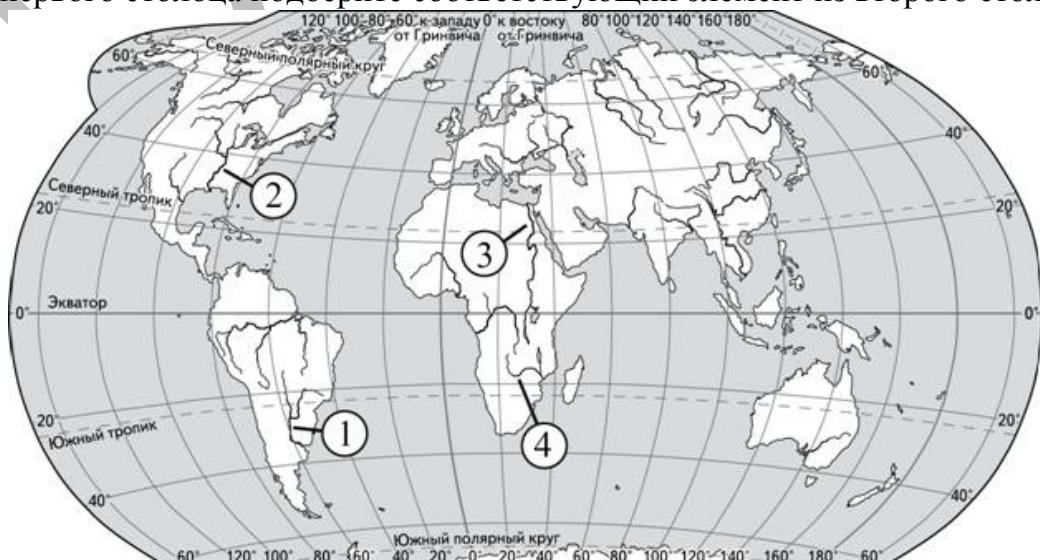 первого столбца подберите соответствующий элемент из второго стол
120° 100° 80° 60° к западу 0° к востоку 80° 100° 120° 140° 160° 180°
от Гринвича от Гринвича
Северный полярный круг
60° 60°
40° 40°
2
Северный тропик
20° 20°
3
Экватор
0° 0°
20° 20°
Южный тропик
1
4
40° 40°
Южный полярный круг
60° 120° 100° 80° 60° 40° 20° 0° 20° 40° 60° 80° 100° 120° 140° 160° 180° 60°